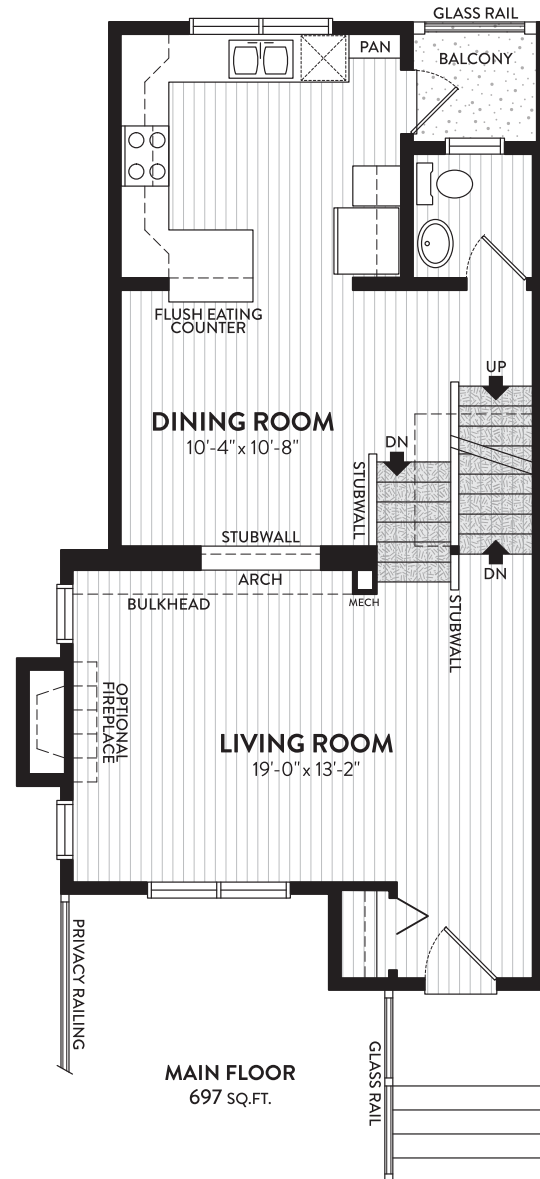 GLASS RAIL
PAN
BALCONY
FLUSH EATING
COUNTER
UP
DINING ROOM
10'-4" x 10'-8"
DN
STUBWALL
STUBWALL
ARCH
DN
BULKHEAD
MECH
STUBWALL
OPTIONAL
FIREPLACE
LIVING ROOM
19'-0" x 13'-2"
PRIVACY RAILING
GLASS RAIL
MAIN FLOOR
697 SQ.FT.